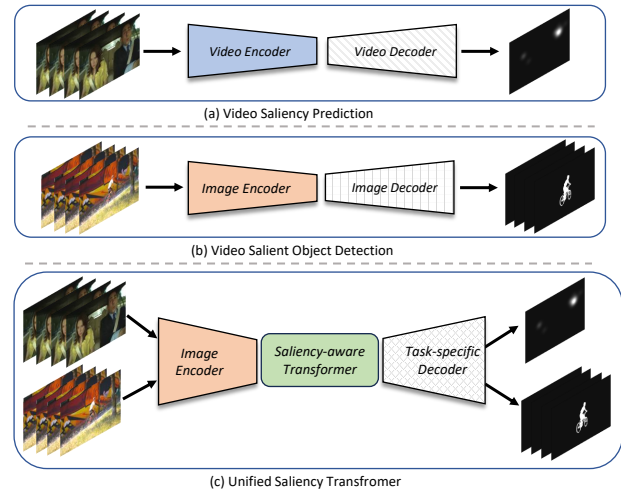 Video Encoder
Video Decoder
(a) Video Saliency Prediction
Image Encoder
Image Decoder
(b) Video Salient Object Detection
Image
Encoder
Saliency-aware
Transformer
Task-specific
Decoder
(c) Unified Saliency Transfromer